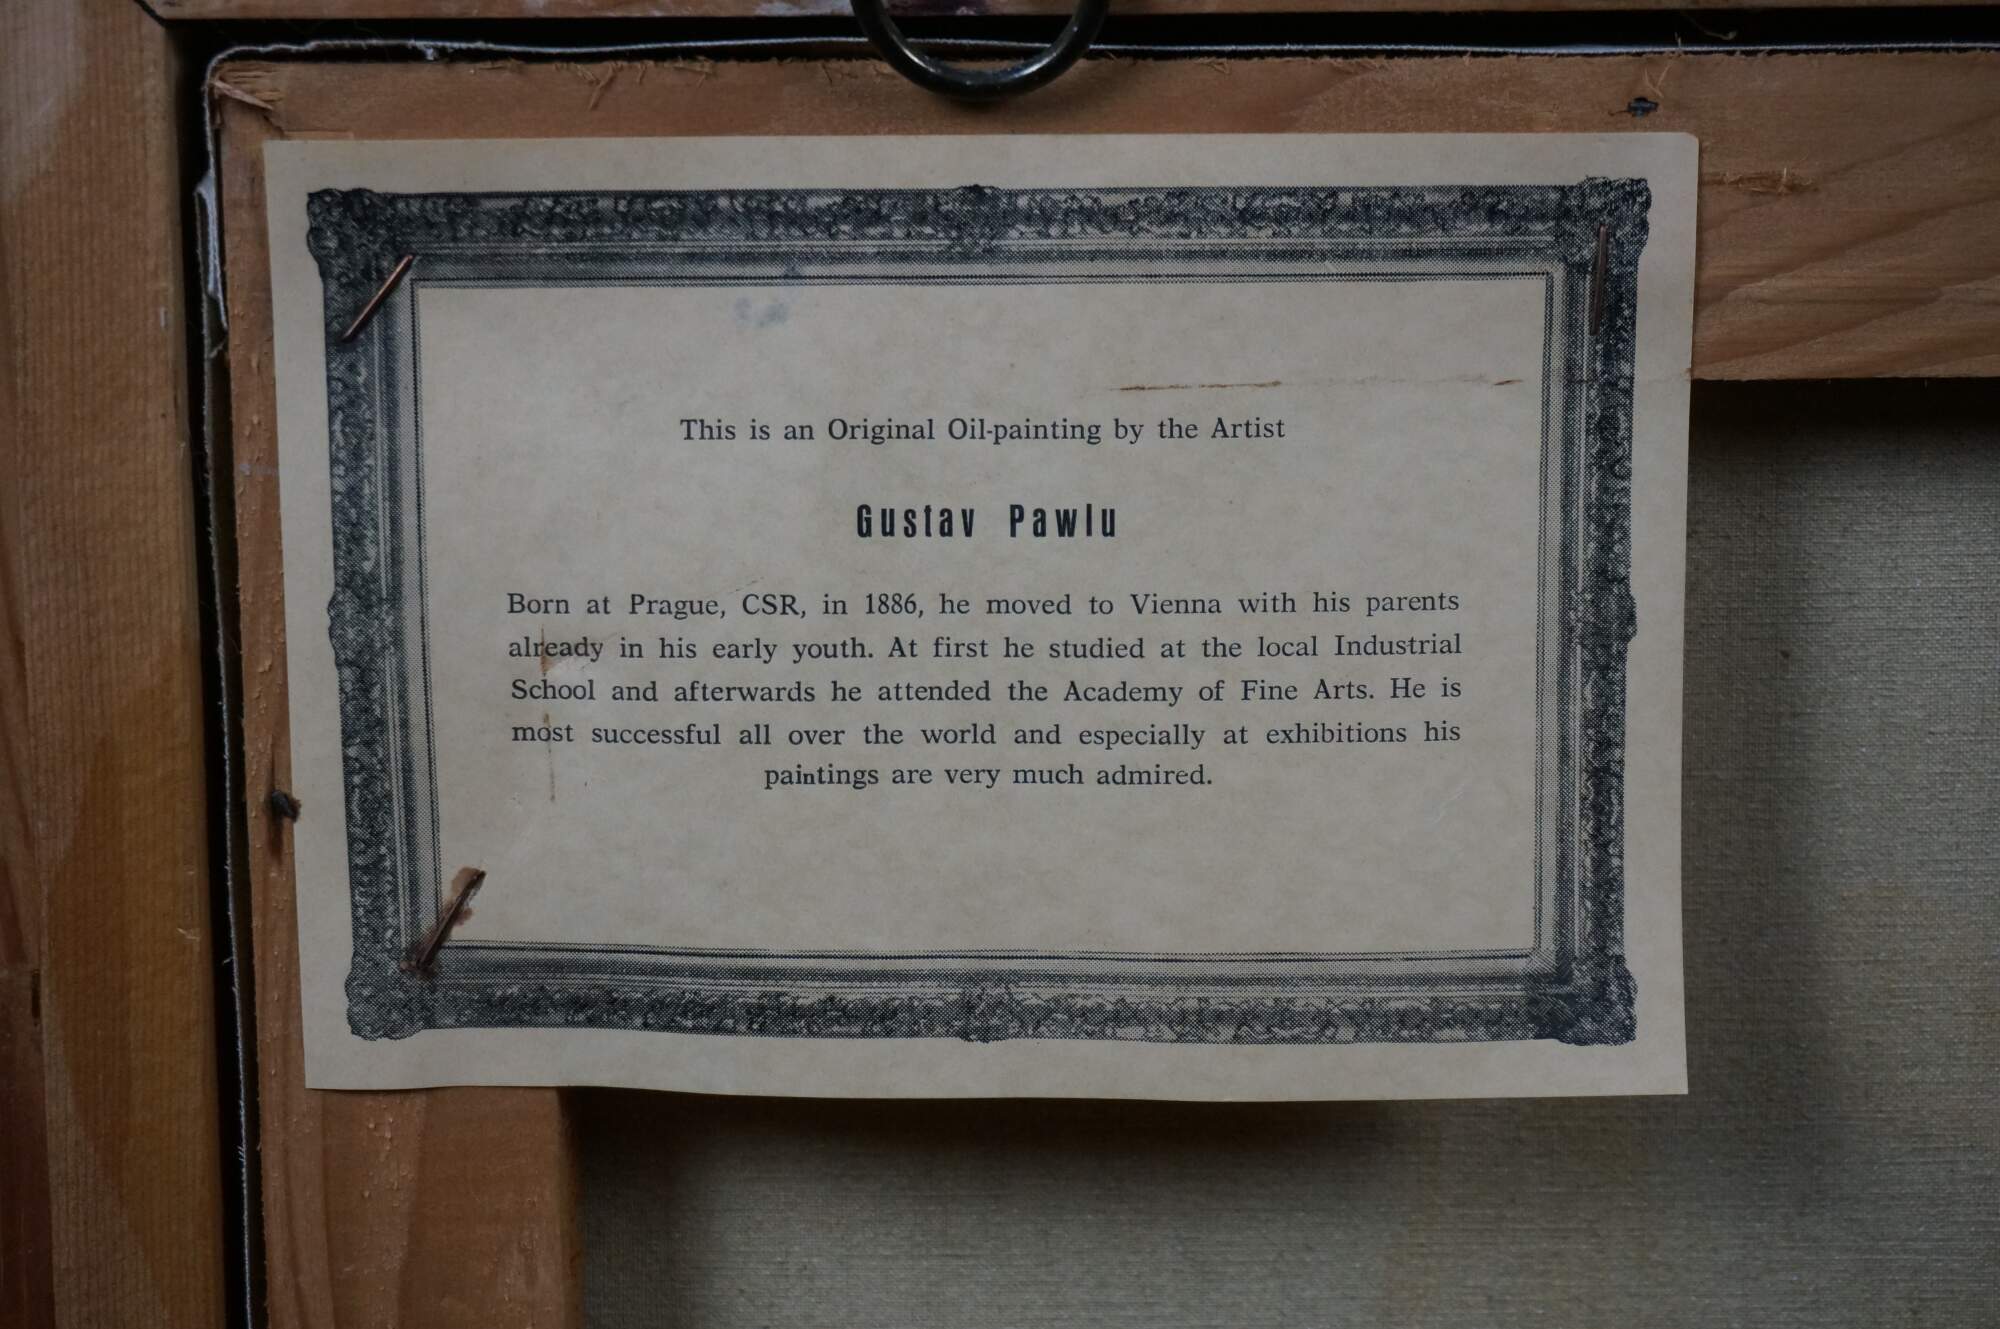 This is an Original Oil-painting by the Artist
Gustav Pawlu
Born at Prague, CSR, in 1886, he moved to Vienna with his parents
already in his early youth. At first he studied at the local Industrial
School and afterwards he attended the Academy of Fine Arts. He is
most successful all over the world and especially at exhibitions his
paintings are very much admired.